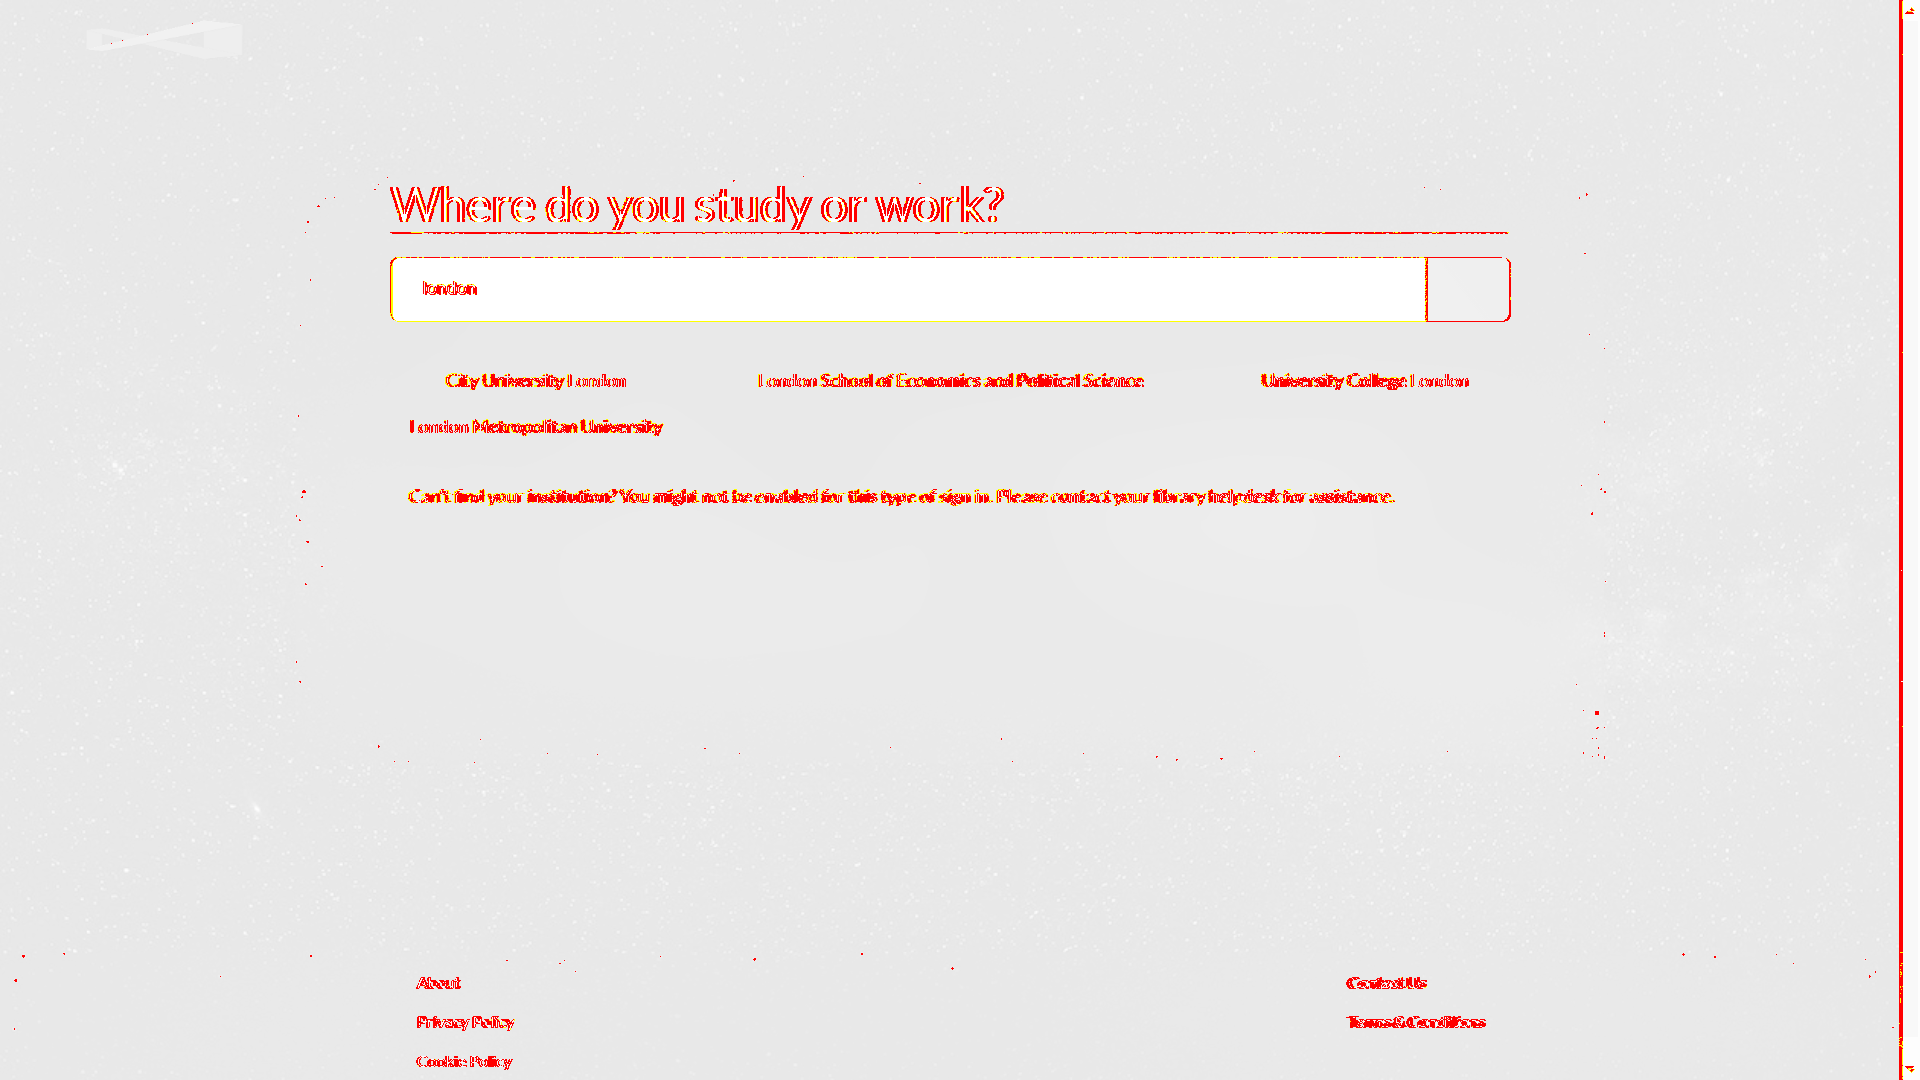 Where do you study or work?
london
City University London
London School of Economics and Political Science
University College London
London Metropolitan University
Can't find your institution? You might not be enabled for this type of sign in. Please contact your library helpdesk for assistance.
About
Contact Us
Privacy Policy
Terms & Conditions
Cookie Policy